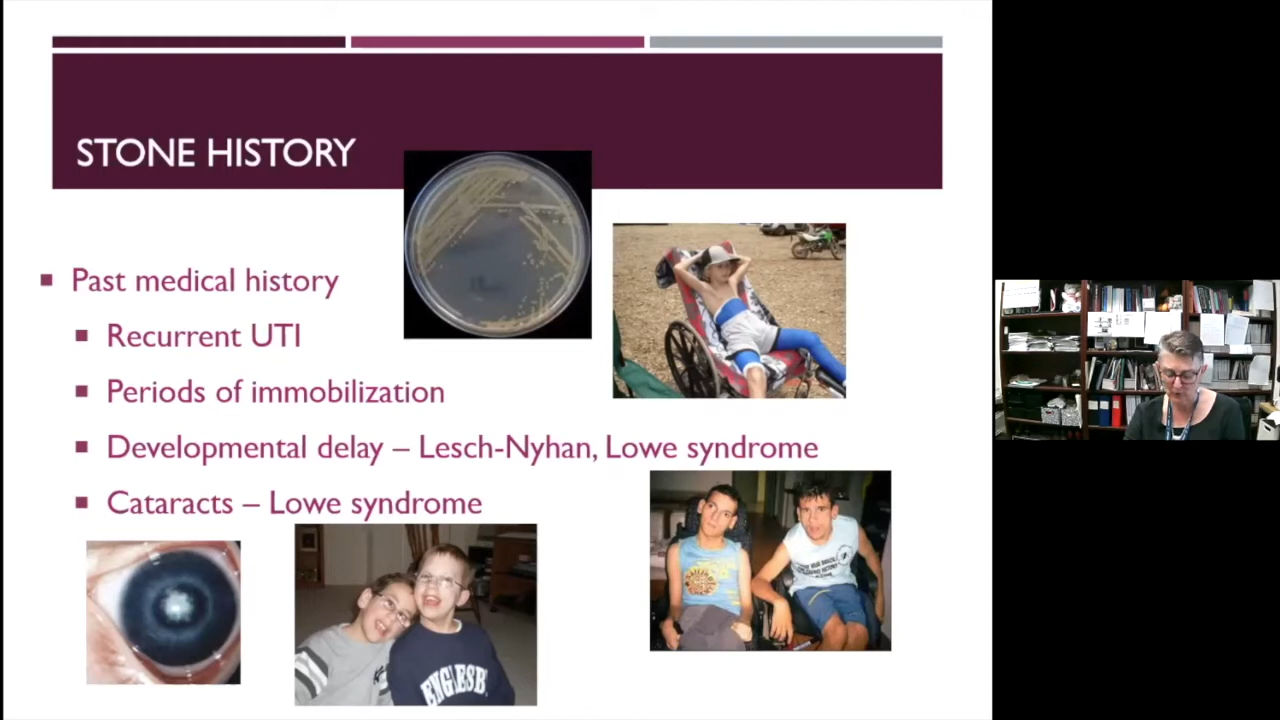 STONE HISTORY
Past medical history
Recurrent UTI
Periods of immobilization
Developmental delay – Lesch-Nyhan, Lowe syndrome
Cataracts – Lowe syndrome